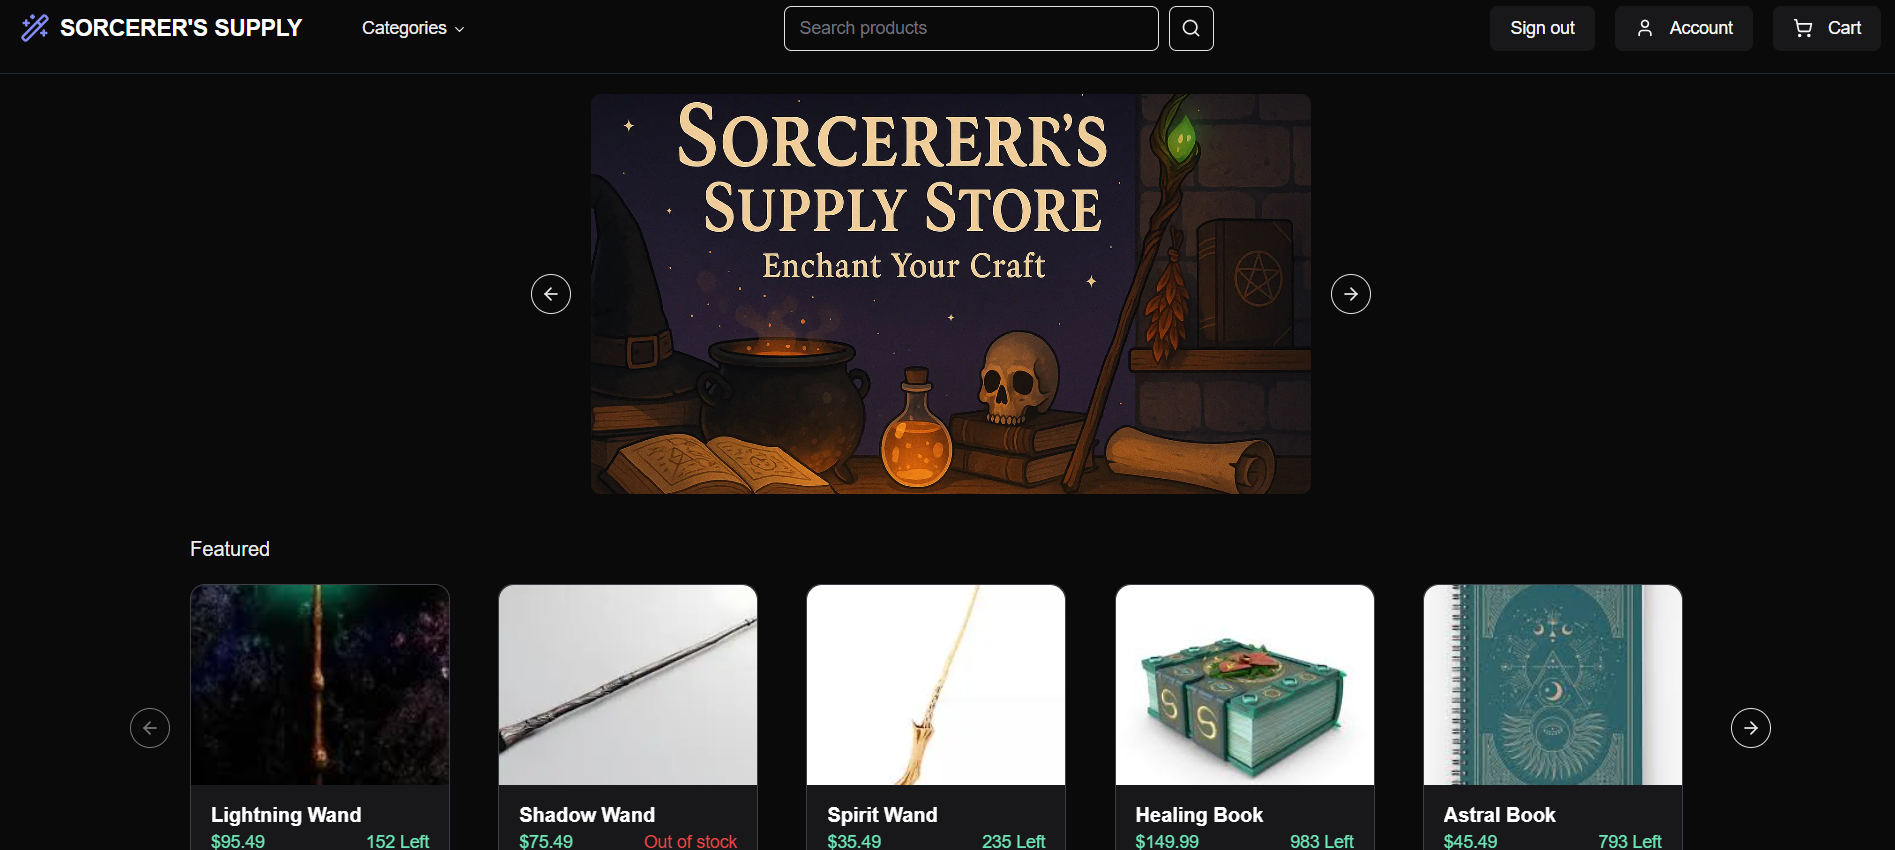 SORCERER'S SUPPLY
Categories
Search products
Sign out
Account
Cart
SORCERERR'S
SUPPLY STORE
Enchant Your Craft
Featured
Lightning Wand
$95.49 152 Left
Shadow Wand
$75.49 Out of stock
Spirit Wand
$35.49 235 Left
Healing Book
$149.99 983 Left
Astral Book
$45.49 793 Left